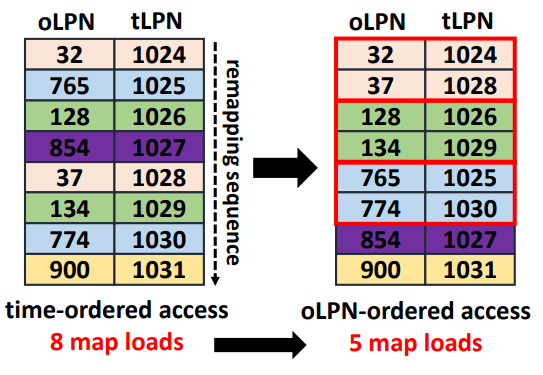 oLPN tLPN
32 1024
765 1025
128 1026
854 1027
37 1028
134 1029
774 1030
900 1031
time-ordered access
8 map loads
remapping sequence
oLPN tLPN
32 1024
37 1028
128 1026
134 1029
765 1025
774 1030
854 1027
900 1031
oLPN-ordered access
5 map loads